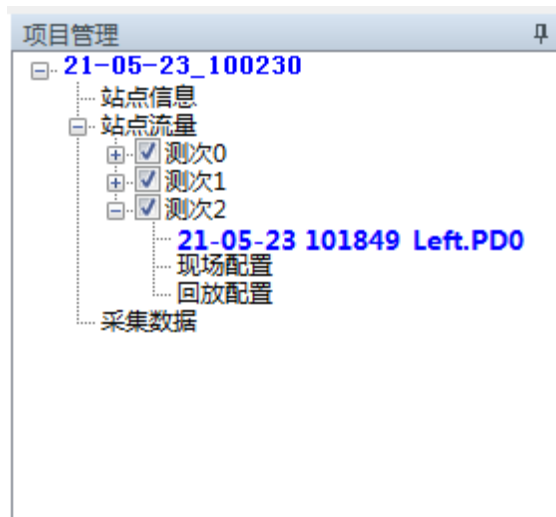 项目管理
21-05-23_100230
站点信息
站点流量
测次0
测次1
测次2
21-05-23 101849 Left.PD0
现场配置
回放配置
采集数据